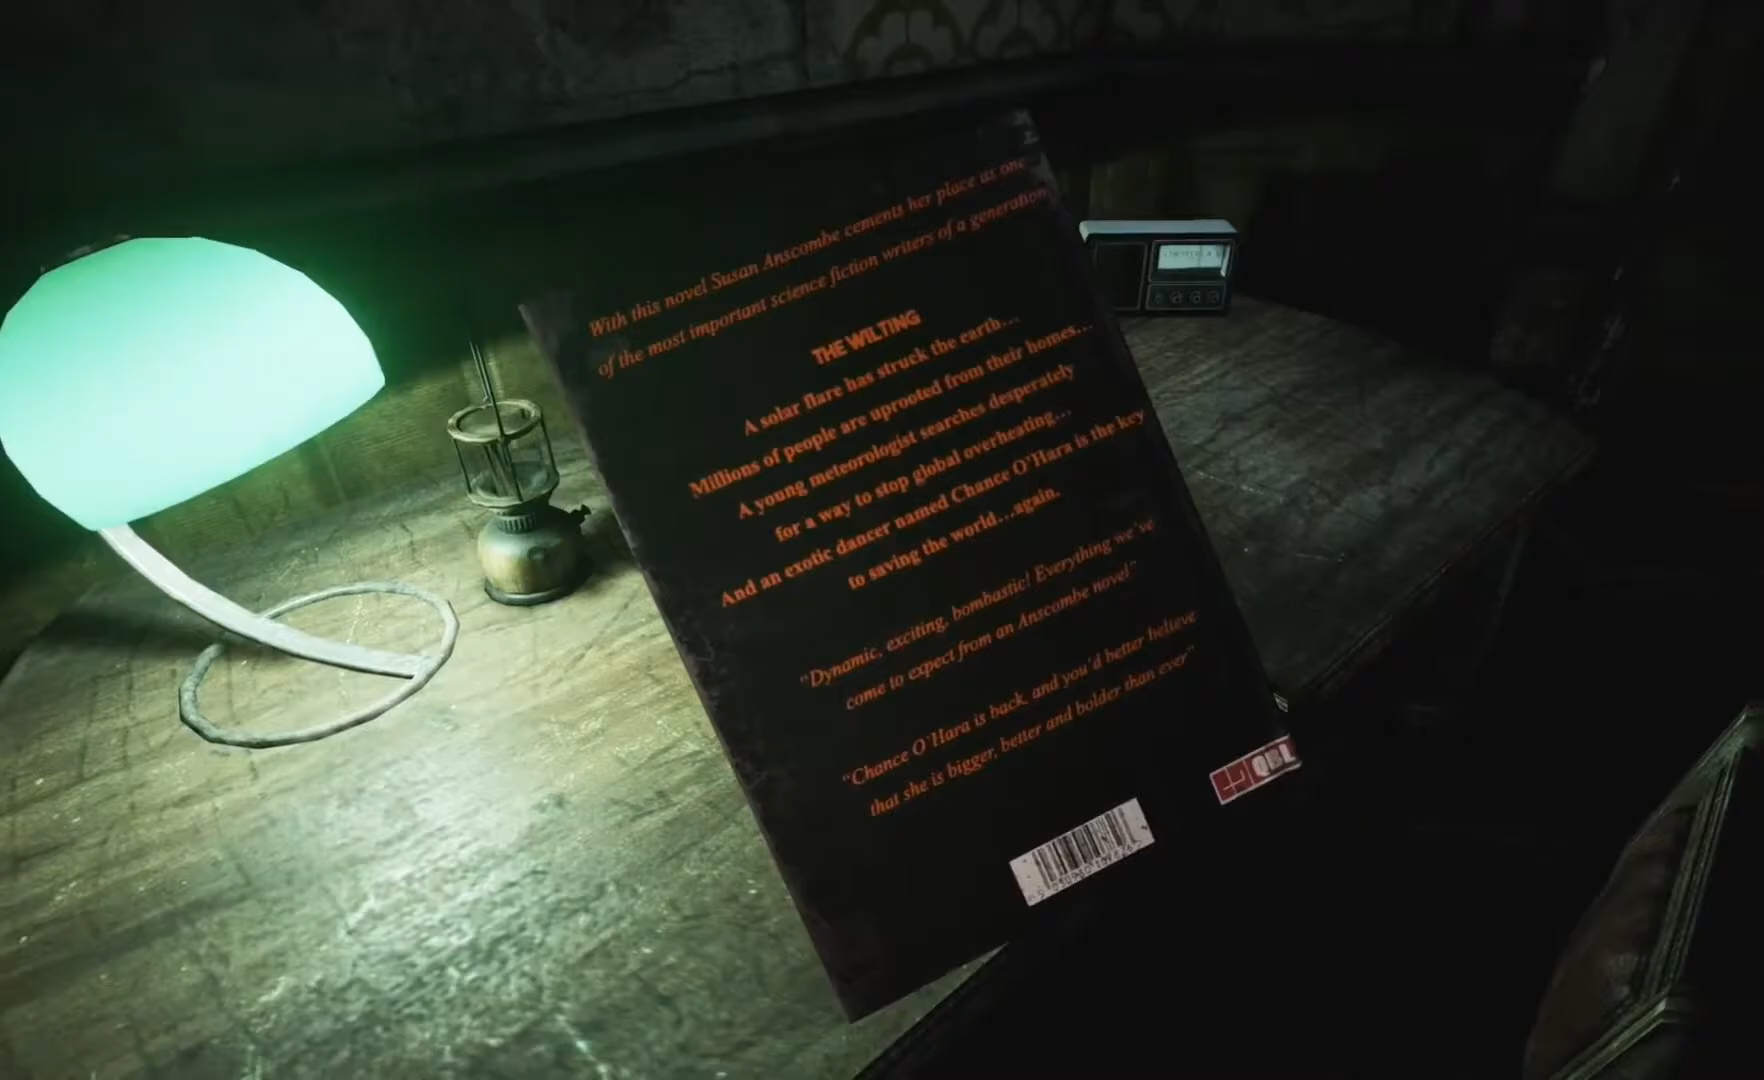 With this novel Susan Anscombe cements her place as one
of the most important science fiction writers of a generation
THE WILTING
A solar flare has struck the earth...
Millions of people are uprooted from their homes...
A young meteorologist searches desperately
for a way to stop global overheating...
And an exotic dancer named Chance O'Hara is the key
to saving the world...again.
"Dynamic, exciting, bombastic! Everything we've
come to expect from an Anscombe novel"
"Chance O'Hara is back, and you'd better believe
that she is bigger, better and bolder than ever"
QBL